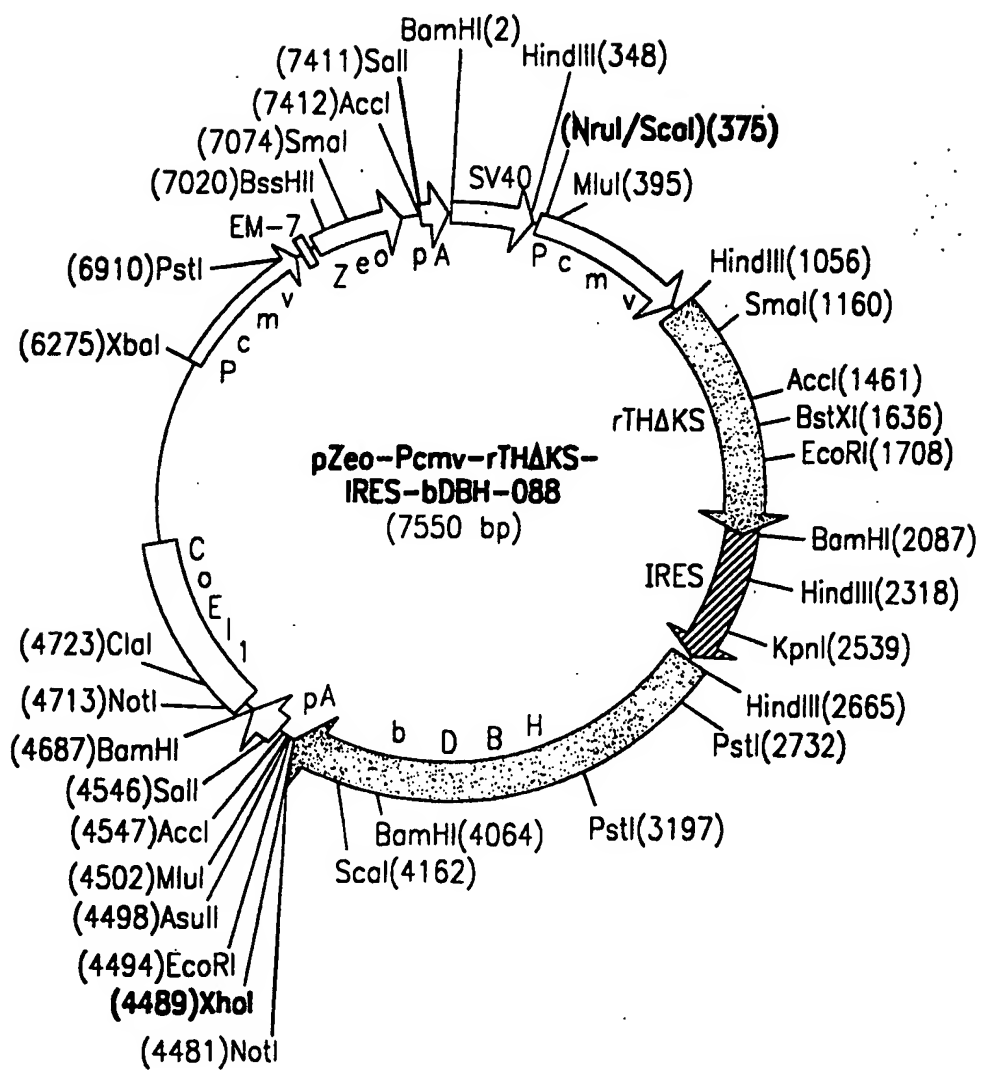 BamHI(2)
(7411)SalI
HindIII(348)
(7412)AccI
(NruI/ScaI)(375)
(7074)SmaI
SV40
MluI(395)
(7020)BssHII
EM-7
Zeo
pA
Pcmv
(6910)PstI
HindIII(1056)
SmaI(1160)
(6275)XbaI
Pcmv
AccI(1461)
rTHΔKS
BstXI(1636)
EcoRI(1708)
pZeo-Pcmv-rTHΔKS-
IRES-bDBH-088
(7550 bp)
BamHI(2087)
IRES
HindIII(2318)
ColE1
KpnI(2539)
(4723)ClaI
(4713)NotI
pA
HindIII(2665)
bDBH
PstI(2732)
(4687)BamHI
(4546)SalI
(4547)AccI
BamHI(4064)
PstI(3197)
(4502)MluI
ScaI(4162)
(4498)AsuII
(4494)EcoRI
(4489)XhoI
(4481)NotI